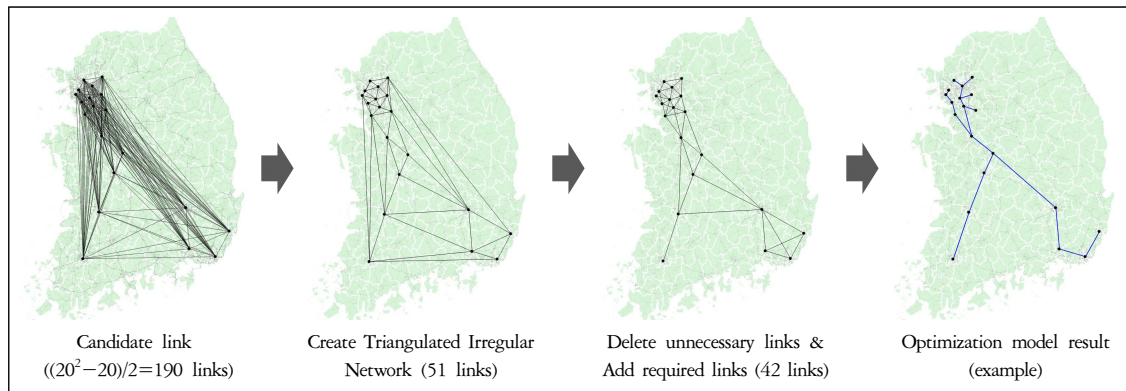 Candidate link
((20²−20)/2=190 links)
Create Triangulated Irregular
Network (51 links)
Delete unnecessary links &
Add required links (42 links)
Optimization model result
(example)